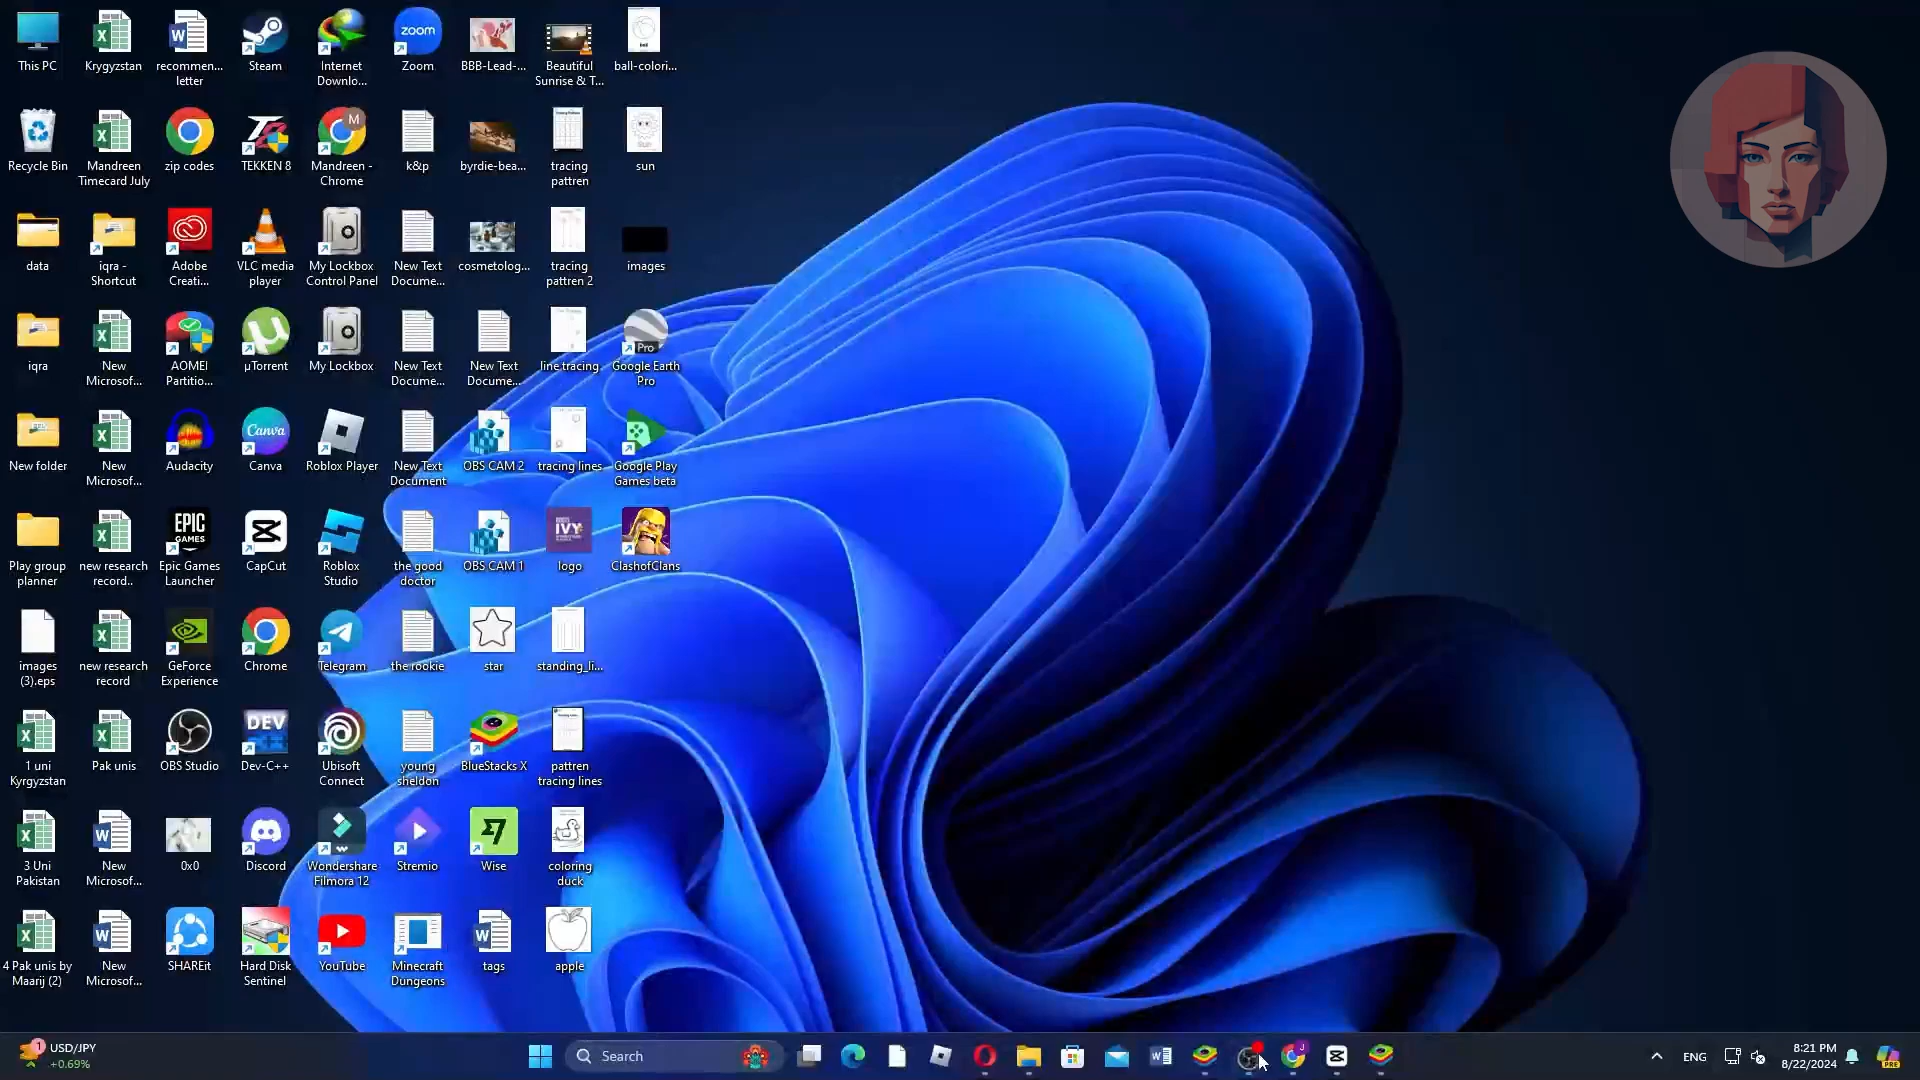 This PC
Krygyzstan
recommen...
letter
Steam
Internet
Downlo...
zoom
Zoom
BBB-Lead-...
Beautiful
Sunrise & T...
ball-colori...
Recycle Bin
Mandreen
Timecard July
zip codes
TEKKEN 8
M
Mandreen -
Chrome
k&p
byrdie-bea...
tracing
pattren
sun
data
iqra -
Shortcut
Adobe
Creati...
VLC media
player
My Lockbox
Control Panel
New Text
Docume...
cosmetolog...
tracing
pattren 2
images
iqra
New
Microsof...
AOMEI
Partitio...
µTorrent
My Lockbox
New Text
Docume...
New Text
Docume...
line tracing
Pro
Google Earth
Pro
New folder
New
Microsof...
Audacity
Canva
Canva
Roblox Player
New Text
Document
OBS CAM 2
tracing lines
Google Play
Games beta
Play group
planner
new research
record..
EPIC
GAMES
Epic Games
Launcher
CapCut
Roblox
Studio
the good
doctor
OBS CAM 1
IVY
logo
ClashofClans
images
(3).eps
new research
record
GeForce
Experience
Chrome
Telegram
the rookie
star
standing_li...
1 uni
Kyrgyzstan
Pak unis
OBS Studio
DEV
C++
Dev-C++
Ubisoft
Connect
young
sheldon
BlueStacks X
pattren
tracing lines
3 Uni
Pakistan
New
Microsof...
0x0
Discord
Wondershare
Filmora 12
Stremio
Wise
coloring
duck
4 Pak unis by
Maarij (2)
New
Microsof...
SHAREit
Hard Disk
Sentinel
YouTube
Minecraft
Dungeons
tags
apple
1
USD/JPY
+0.69%
Search
J
ENG
8:21 PM
8/22/2024
PRE